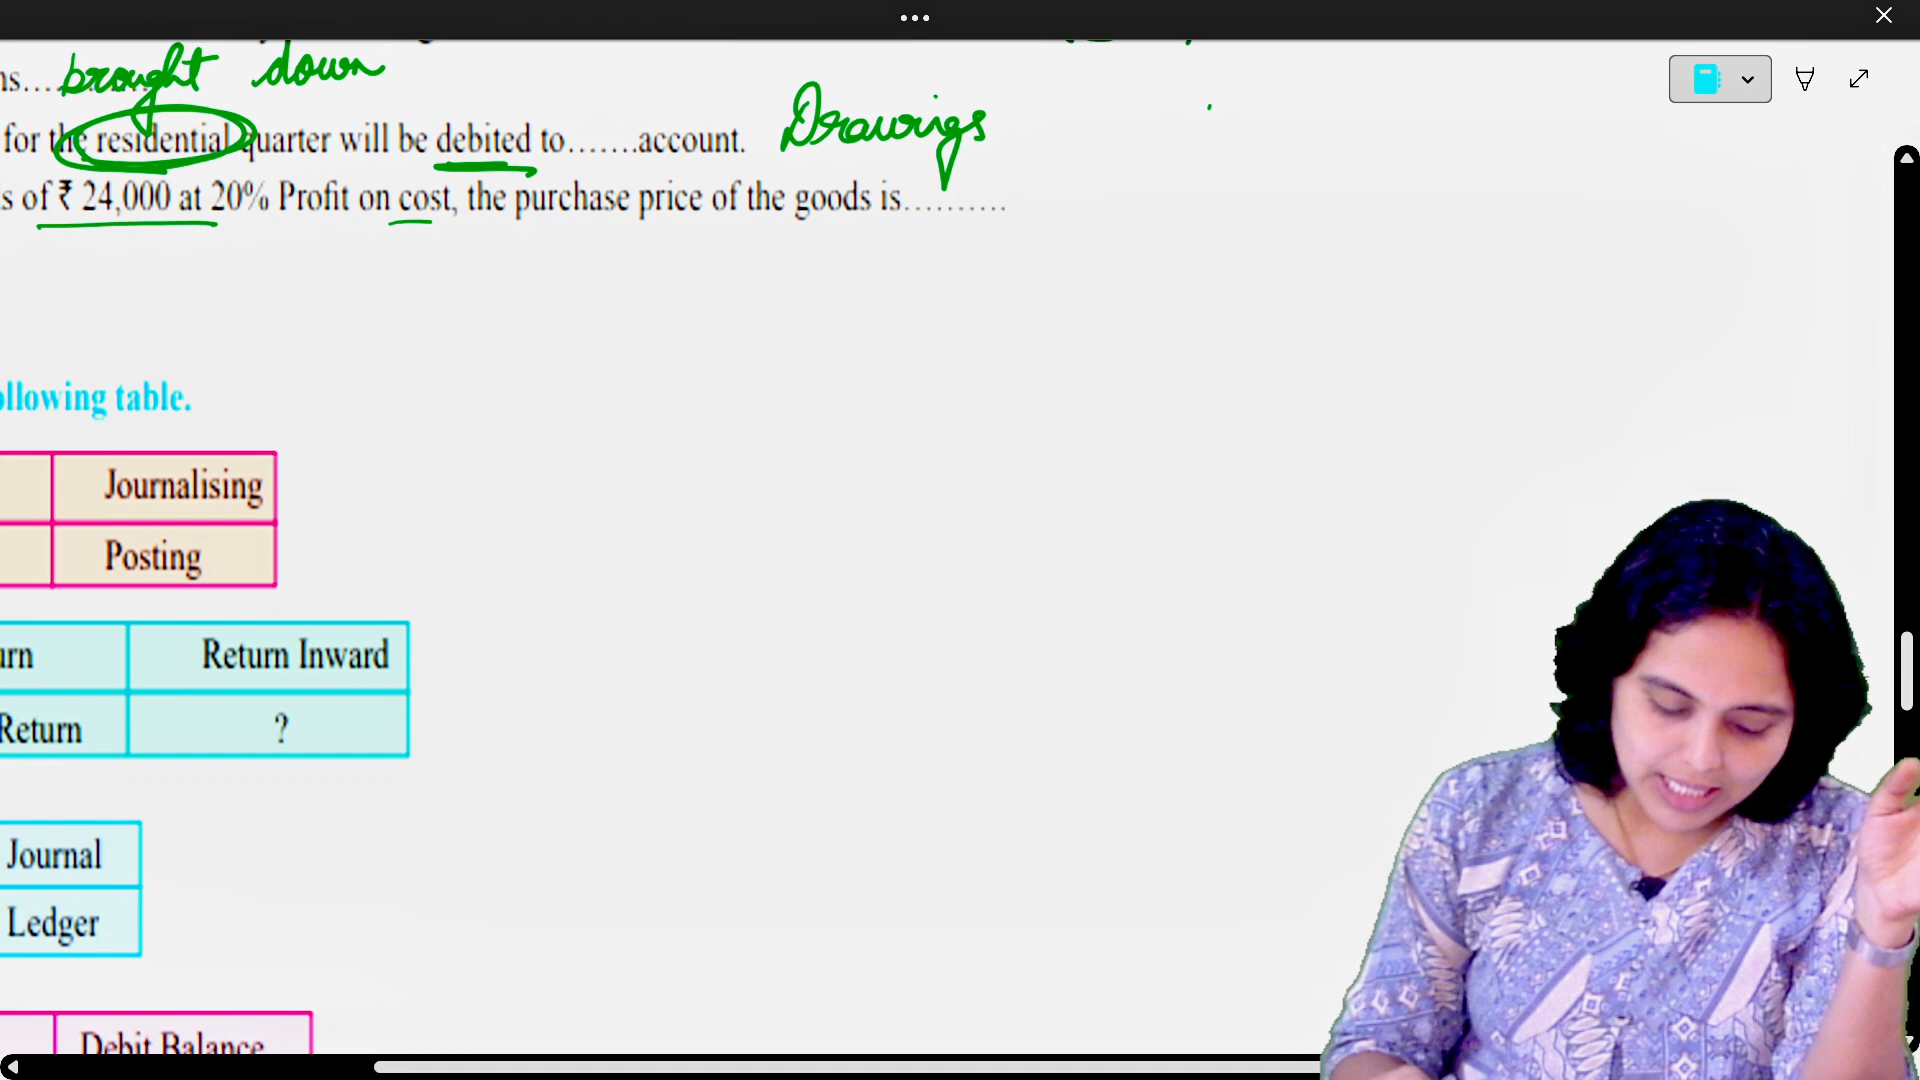 ns.... brought down
for the residential quarter will be debited to.......account. Drawings
s of ₹ 24,000 at 20% Profit on cost, the purchase price of the goods is..........
ollowing table.
Journalising
Posting
urn Return Inward
Return ?
Journal
Ledger
Debit Balance